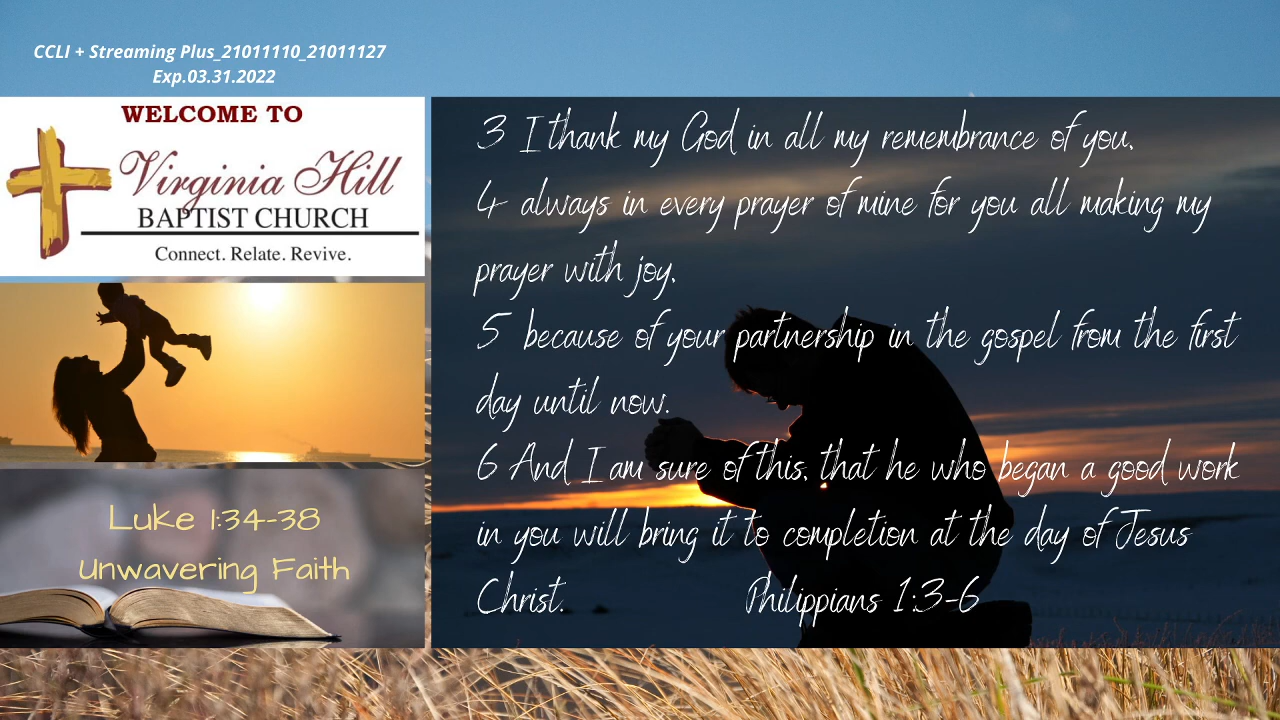 CCLI + Streaming Plus_21011110_21011127
Exp.03.31.2022
WELCOME TO
Virginia Hill
BAPTIST CHURCH
Connect. Relate. Revive.
Luke 1:34-38
Unwavering Faith
3 I thank my God in all my remembrance of you,
4 always in every prayer of mine for you all making my
prayer with joy,
5 because of your partnership in the gospel from the first
day until now.
6 And I am sure of this, that he who began a good work
in you will bring it to completion at the day of Jesus
Christ. Philippians 1:3-6